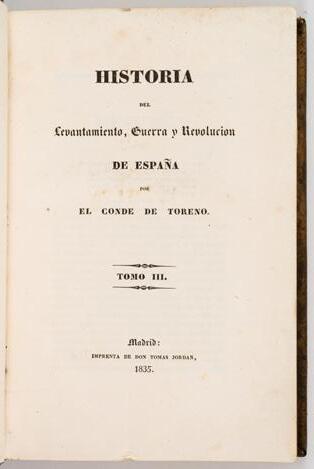 HISTORIA
DEL
Levantamiento, Guerra y Revolucion
DE ESPAÑA
POR
EL CONDE DE TORENO.
TOMO III.
Madrid:
IMPRENTA DE DON TOMAS JORDAN,
1835.